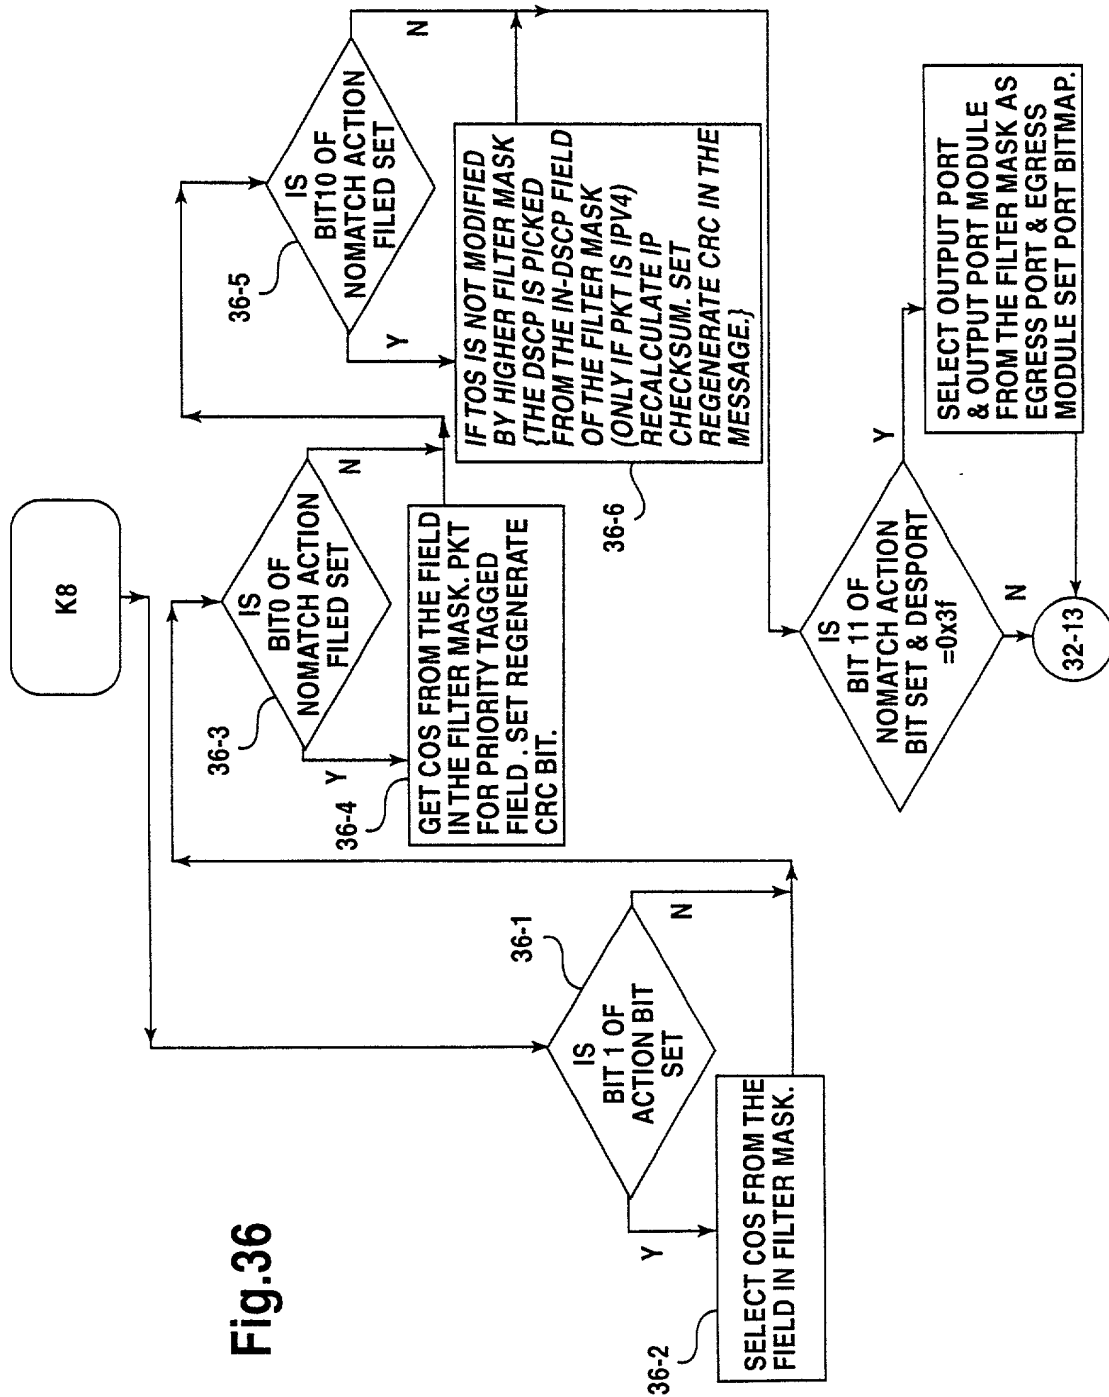 Fig.36
K8
36-1
IS
BIT 1 OF
ACTION BIT
SET
Y
N
36-2
SELECT COS FROM THE
FIELD IN FILTER MASK.
36-3
IS
BIT0 OF
NOMATCH ACTION
FILED SET
Y
N
36-4
GET COS FROM THE FIELD
IN THE FILTER MASK. PKT
FOR PRIORITY TAGGED
FIELD . SET REGENERATE
CRC BIT.
36-5
IS
BIT10 OF
NOMATCH ACTION
FILED SET
Y
N
36-6
IF TOS IS NOT MODIFIED
BY HIGHER FILTER MASK
{THE DSCP IS PICKED
FROM THE IN-DSCP FIELD
OF THE FILTER MASK
(ONLY IF PKT IS IPV4)
RECALCULATE IP
CHECKSUM. SET
REGENERATE CRC IN THE
MESSAGE.}
IS
BIT 11 OF
NOMATCH ACTION
BIT SET & DESPORT
=0x3f
Y
N
SELECT OUTPUT PORT
& OUTPUT PORT MODULE
FROM THE FILTER MASK AS
EGRESS PORT & EGRESS
MODULE SET PORT BITMAP.
32-13